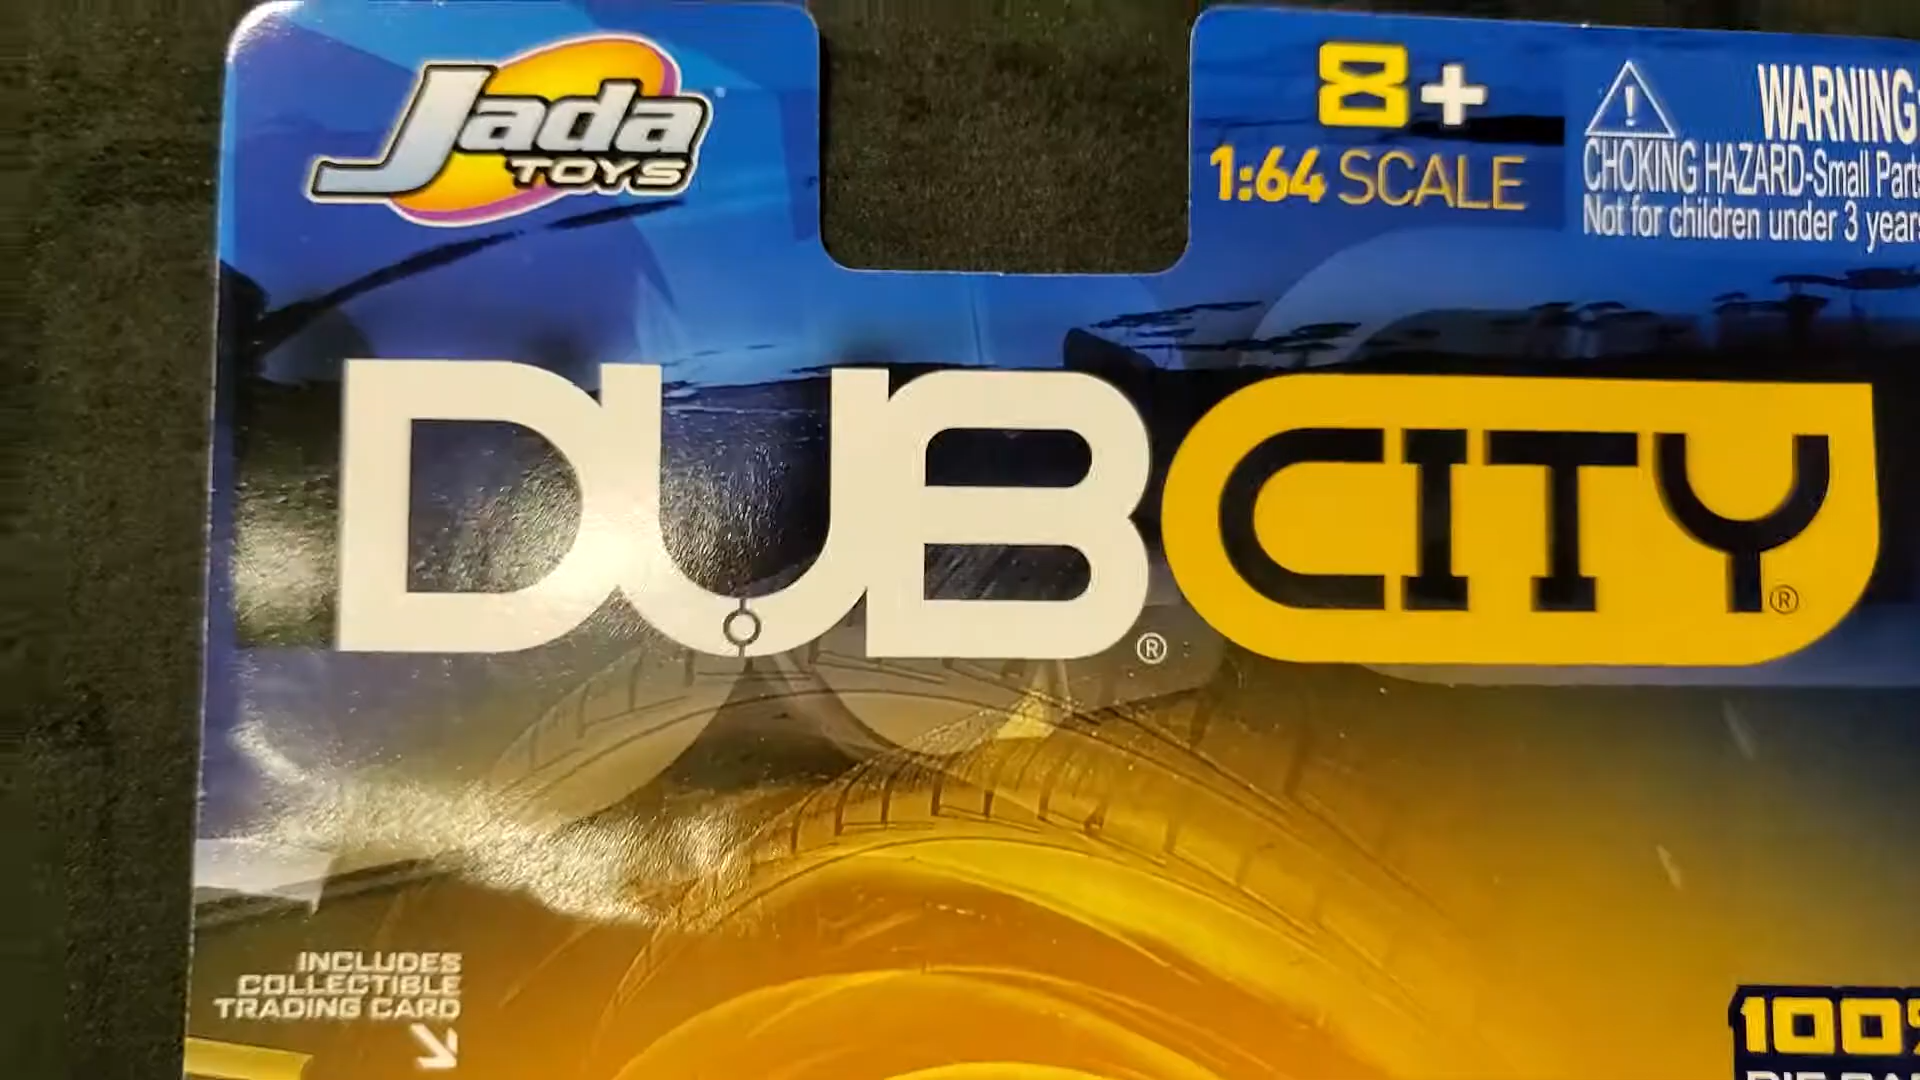 Jada
TOYS
8+
1:64 SCALE
WARNING:
CHOKING HAZARD-Small Parts
Not for children under 3 years
DUB CITY
®
®
INCLUDES
COLLECTIBLE
TRADING CARD
100%